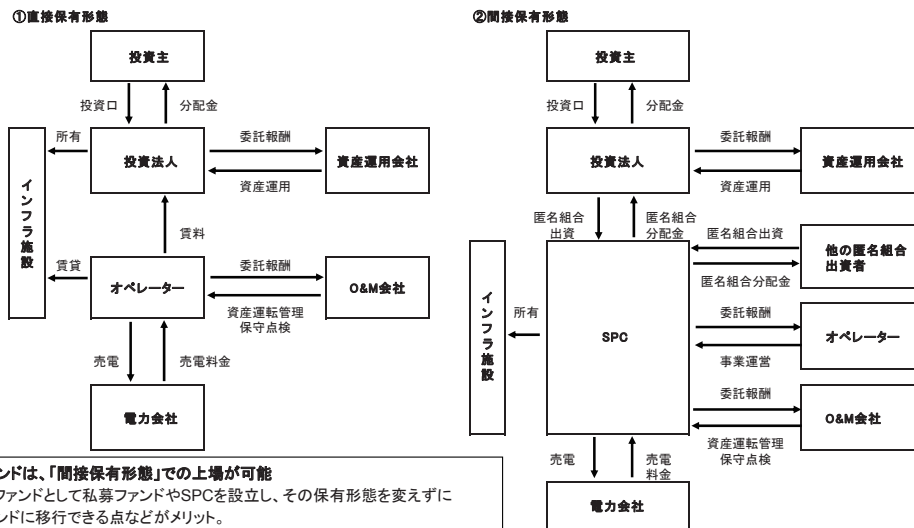 ①直接保有形態
投資主
投資口
分配金
所有
投資法人
委託報酬
資産運用
資産運用会社
インフラ施設
賃料
賃貸
オペレーター
委託報酬
資産運転管理
保守点検
O&M会社
売電
売電料金
電力会社
②間接保有形態
投資主
投資口
分配金
投資法人
委託報酬
資産運用
資産運用会社
匿名組合
出資
匿名組合
分配金
匿名組合出資
匿名組合分配金
他の匿名組合
出資者
インフラ施設
所有
SPC
委託報酬
事業運営
オペレーター
委託報酬
資産運転管理
保守点検
O&M会社
売電
売電
料金
電力会社
ンドは、「間接保有形態」での上場が可能
ファンドとして私募ファンドやSPCを設立し、その保有形態を変えずに
ンドに移行できる点などがメリット。